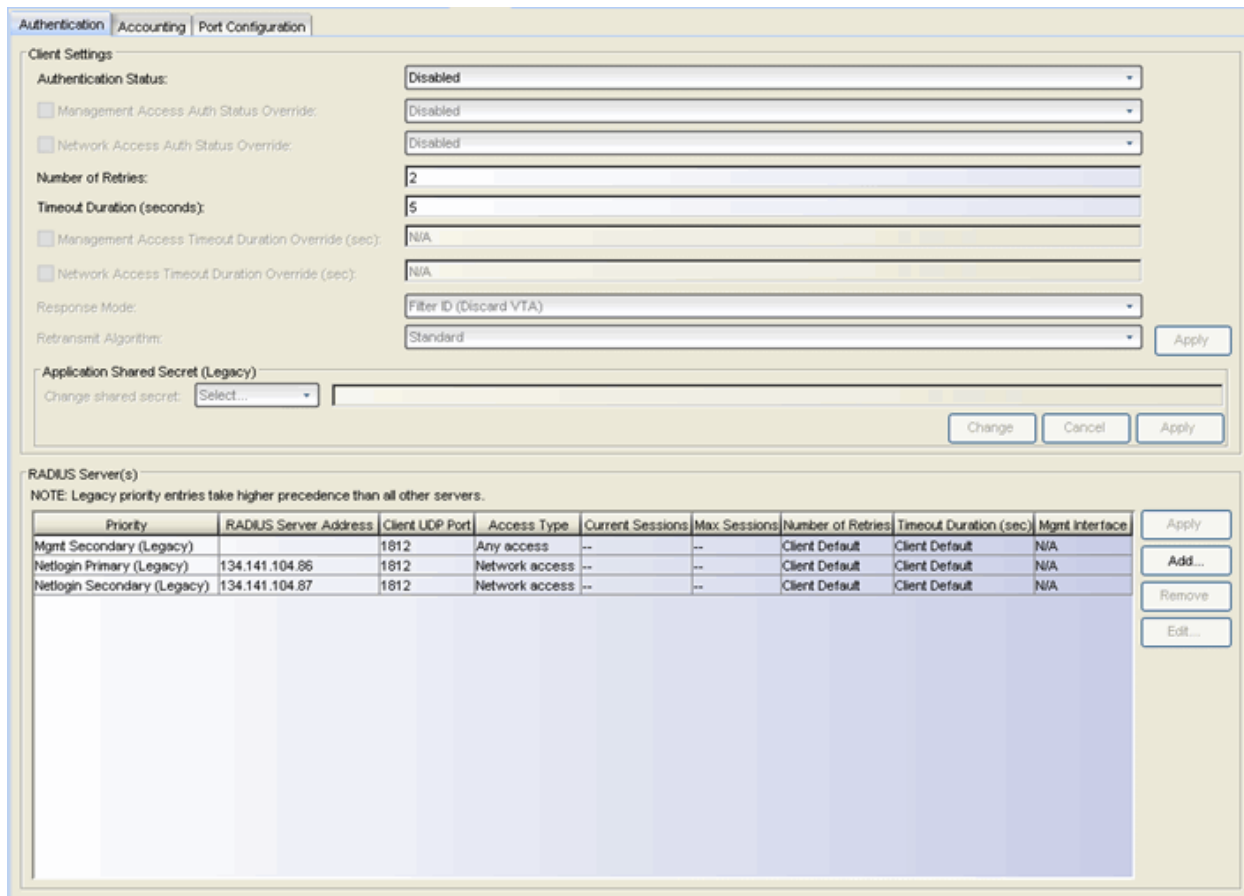 Authentication Accounting Port Configuration
Client Settings
Authentication Status: Disabled
Management Access Auth Status Override: Disabled
Network Access Auth Status Override: Disabled
Number of Retries: 2
Timeout Duration (seconds): 5
Management Access Timeout Duration Override (sec): N/A
Network Access Timeout Duration Override (sec): N/A
Response Mode: Filter ID (Discard VTA)
Retransmit Algorithm: Standard Apply
Application Shared Secret (Legacy)
Change shared secret: Select...
Change Cancel Apply
RADIUS Server(s)
NOTE: Legacy priority entries take higher precedence than all other servers.
Priority RADIUS Server Address Client UDP Port Access Type Current Sessions Max Sessions Number of Retries Timeout Duration (sec) Mgmt Interface Apply
Mgmt Secondary (Legacy) 1812 Any access -- -- Client Default Client Default N/A
Netlogin Primary (Legacy) 134.141.104.86 1812 Network access -- -- Client Default Client Default N/A
Add...
Netlogin Secondary (Legacy) 134.141.104.87 1812 Network access -- -- Client Default Client Default N/A
Remove
Edit...